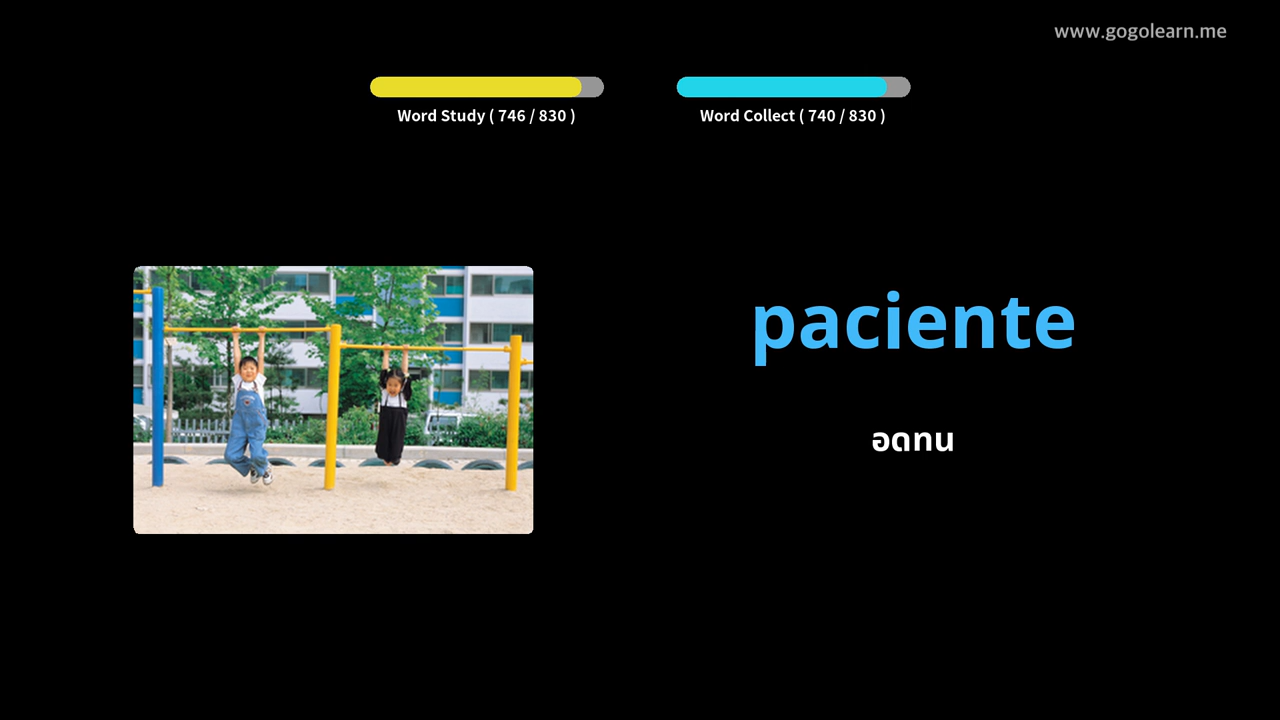 www.gogolearn.me
Word Study ( 746 / 830 )
Word Collect ( 740 / 830 )
paciente
อดทน